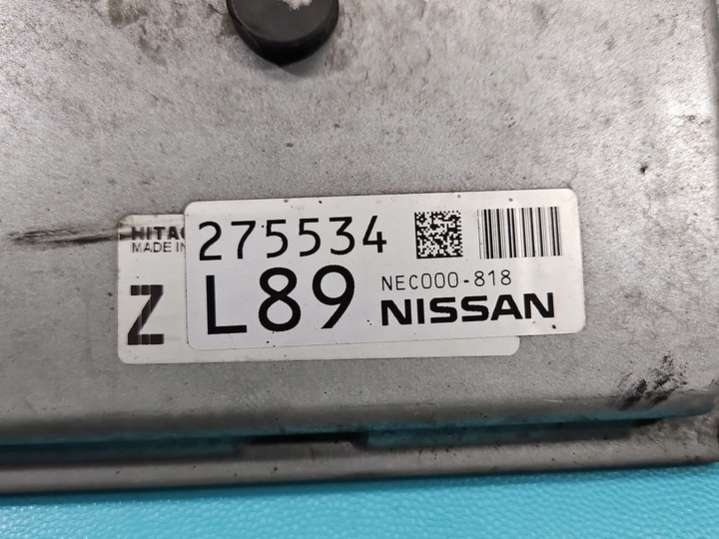 HITAC
MADE IN
Z
275534
L89
NEC000-818
NISSAN